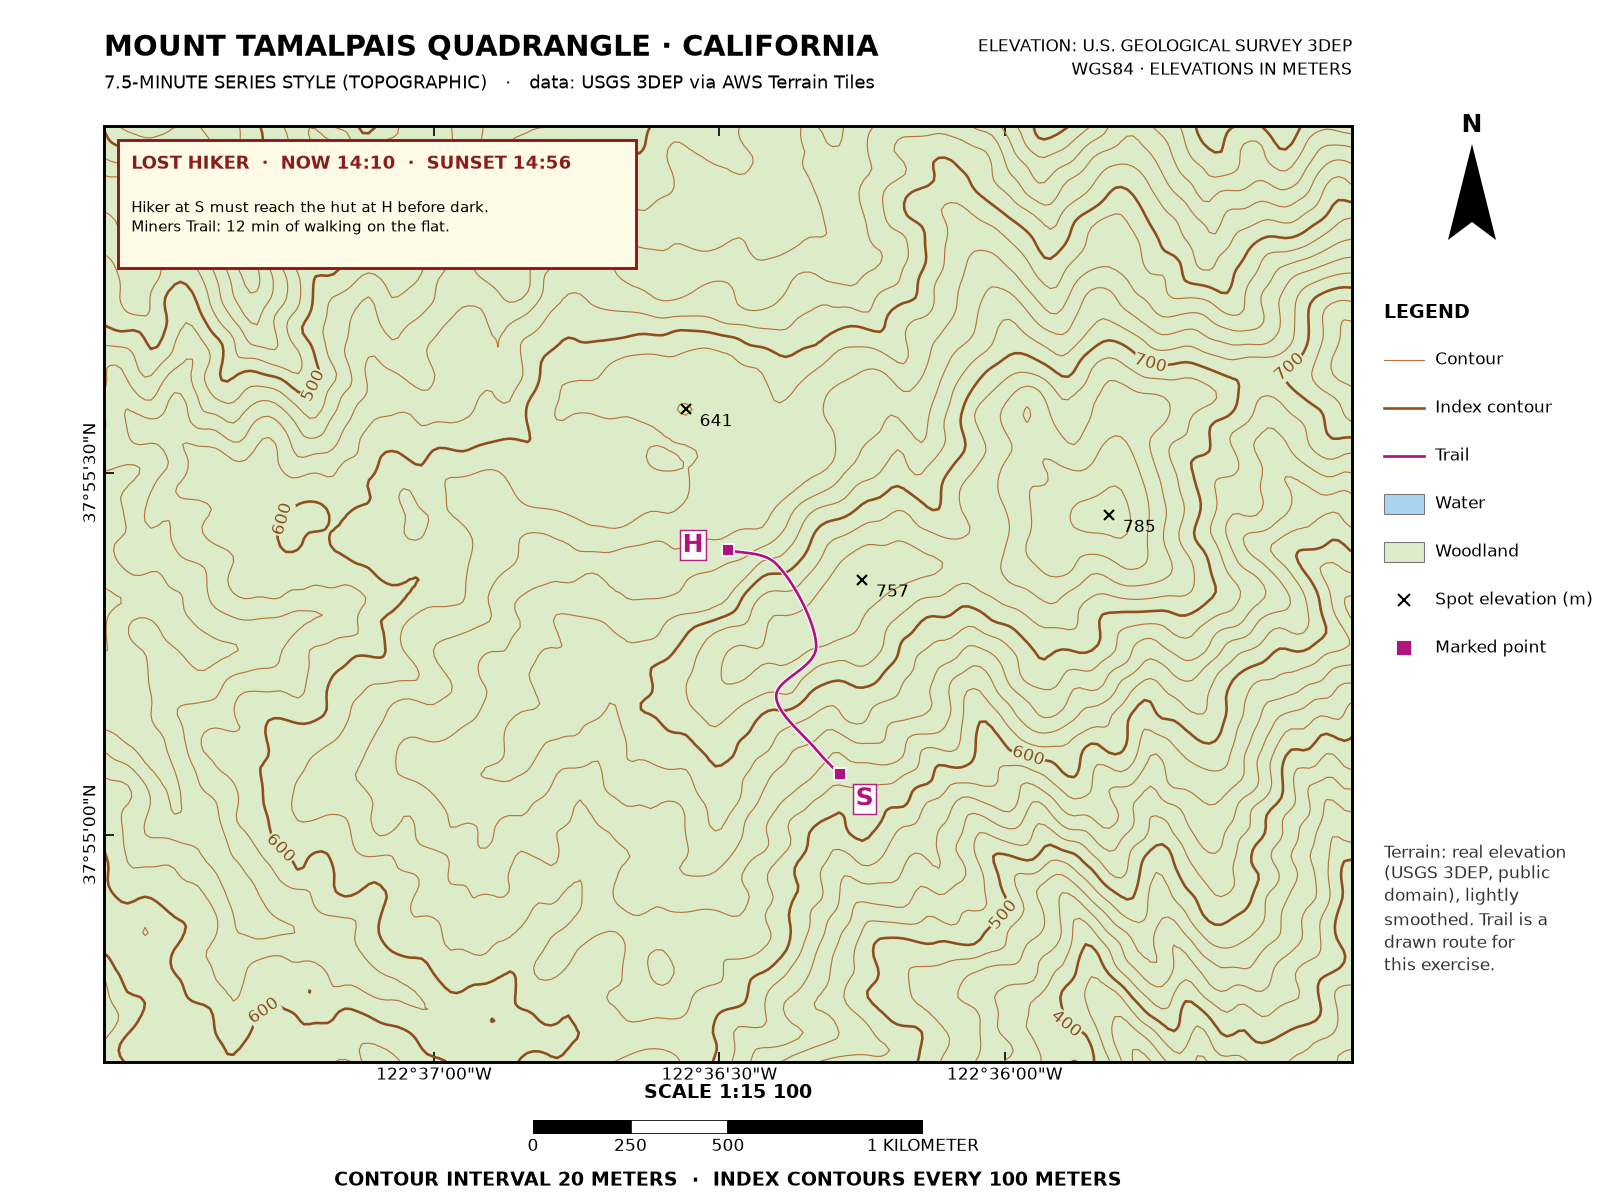 MOUNT TAMALPAIS QUADRANGLE · CALIFORNIA
7.5-MINUTE SERIES STYLE (TOPOGRAPHIC) · data: USGS 3DEP via AWS Terrain Tiles
ELEVATION: U.S. GEOLOGICAL SURVEY 3DEP
WGS84 · ELEVATIONS IN METERS
LOST HIKER · NOW 14:10 · SUNSET 14:56
Hiker at S must reach the hut at H before dark.
Miners Trail: 12 min of walking on the flat.
N
LEGEND
Contour
Index contour
Trail
Water
Woodland
Spot elevation (m)
Marked point
700
700
500
641
600
785
H
757
600
S
600
500
600
400
37°55'30"N
37°55'00"N
122°37'00"W
122°36'30"W
122°36'00"W
Terrain: real elevation
(USGS 3DEP, public
domain), lightly
smoothed. Trail is a
drawn route for
this exercise.
SCALE 1:15 100
0
250
500
1 KILOMETER
CONTOUR INTERVAL 20 METERS · INDEX CONTOURS EVERY 100 METERS